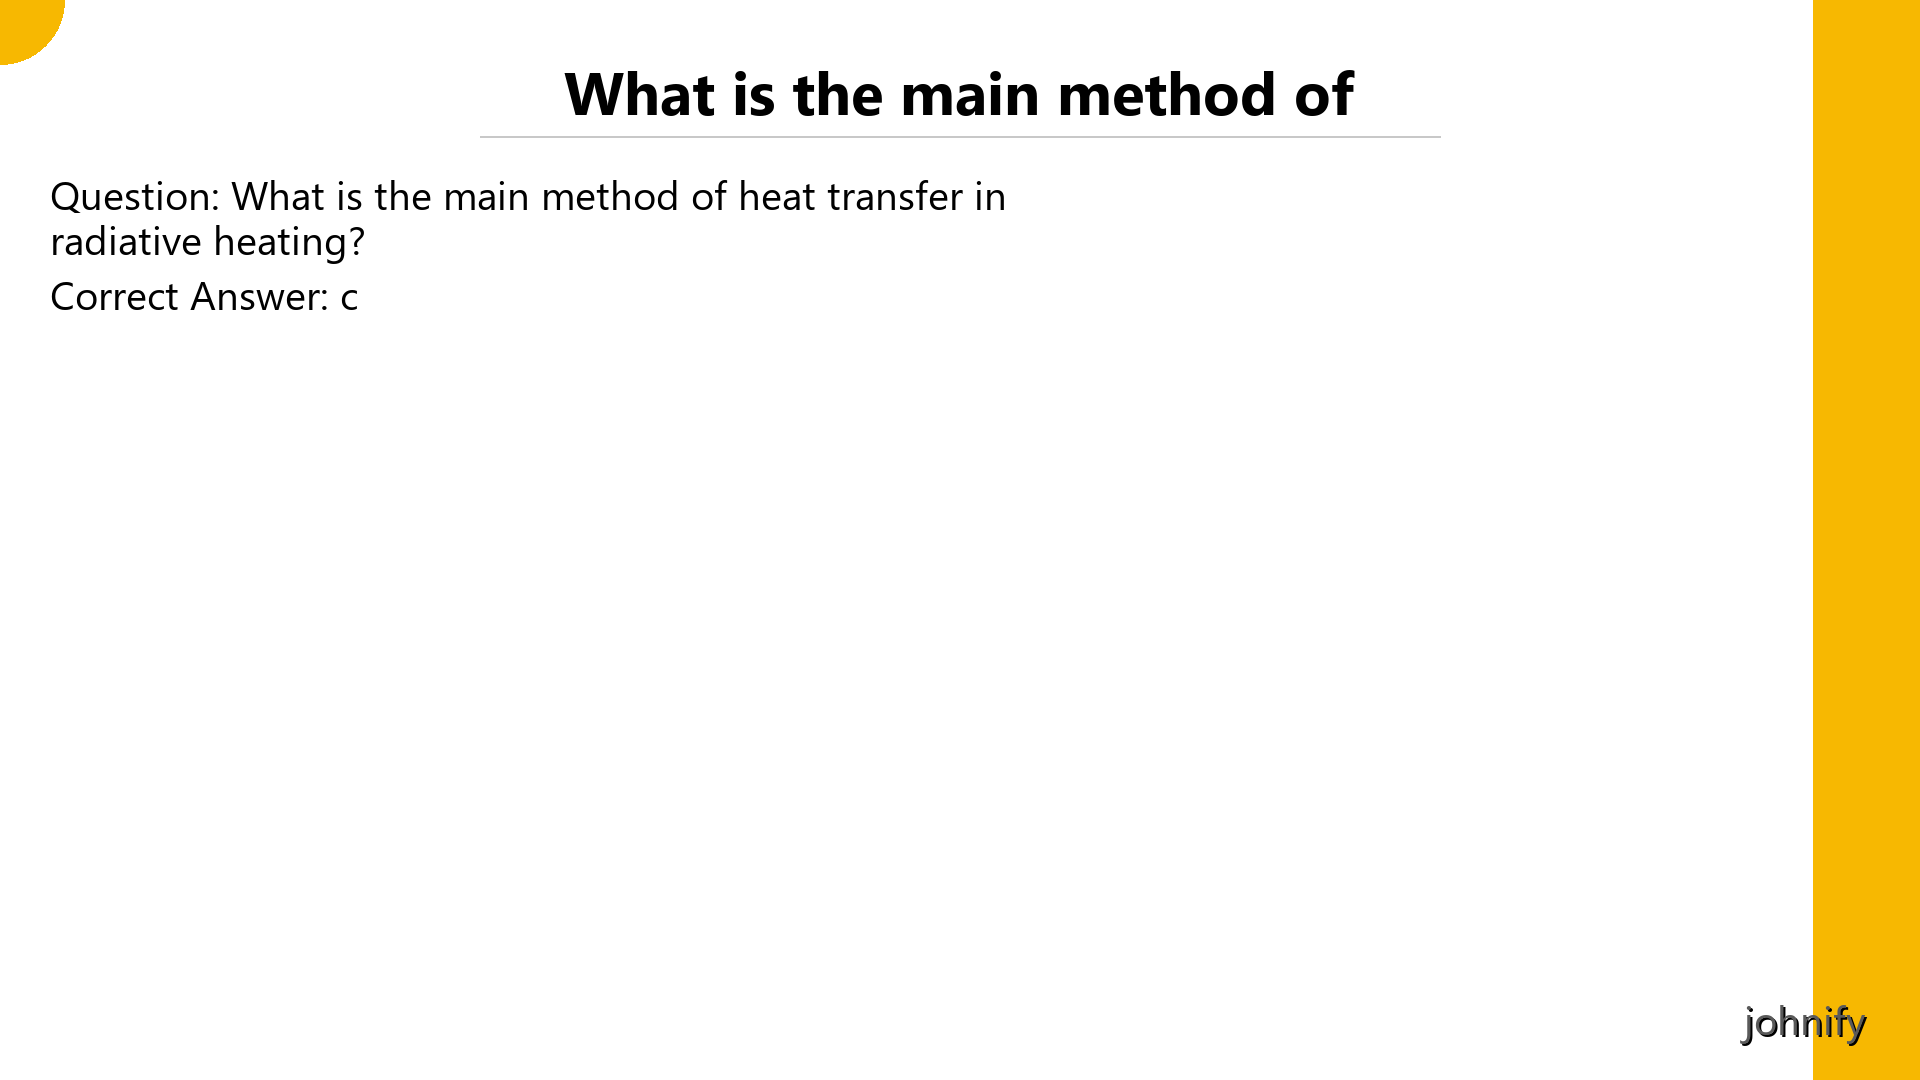 What is the main method of
Question: What is the main method of heat transfer in
radiative heating?
Correct Answer: c
johnify